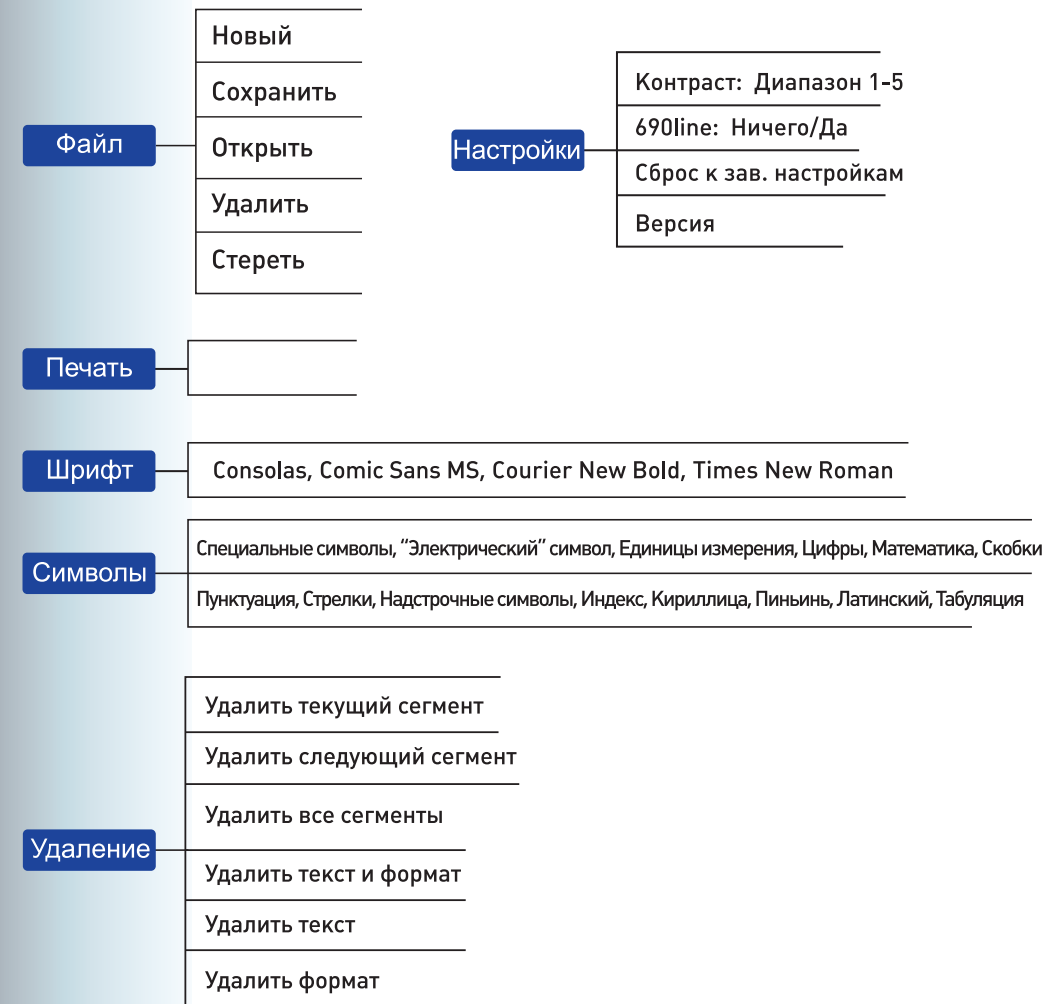 Файл
Новый
Сохранить
Открыть
Удалить
Стереть
Настройки
Контраст: Диапазон 1-5
690line: Ничего/Да
Сброс к зав. настройкам
Версия
Печать
Шрифт
Consolas, Comic Sans MS, Courier New Bold, Times New Roman
Символы
Специальные символы, “Электрический” символ, Единицы измерения, Цифры, Математика, Скобки
Пунктуация, Стрелки, Надстрочные символы, Индекс, Кириллица, Пиньинь, Латинский, Табуляция
Удаление
Удалить текущий сегмент
Удалить следующий сегмент
Удалить все сегменты
Удалить текст и формат
Удалить текст
Удалить формат